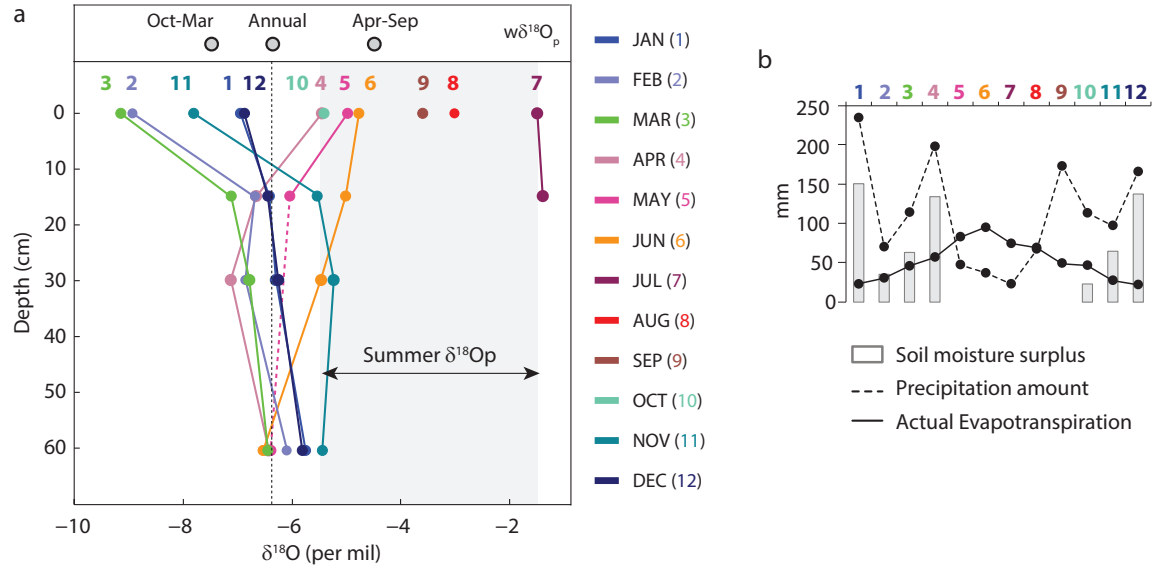 a
Oct-Mar Annual Apr-Sep wδ¹⁸Oₚ
3 2 11 1 12 10 4 5 6 9 8 7
0
10
20
30
40
50
60
Depth (cm)
Summer δ¹⁸Op
−10 −8 −6 −4 −2
δ¹⁸O (per mil)
JAN (1)
FEB (2)
MAR (3)
APR (4)
MAY (5)
JUN (6)
JUL (7)
AUG (8)
SEP (9)
OCT (10)
NOV (11)
DEC (12)
b
1 2 3 4 5 6 7 8 9 10 11 12
250
200
150
100
50
0
mm
Soil moisture surplus
Precipitation amount
Actual Evapotranspiration